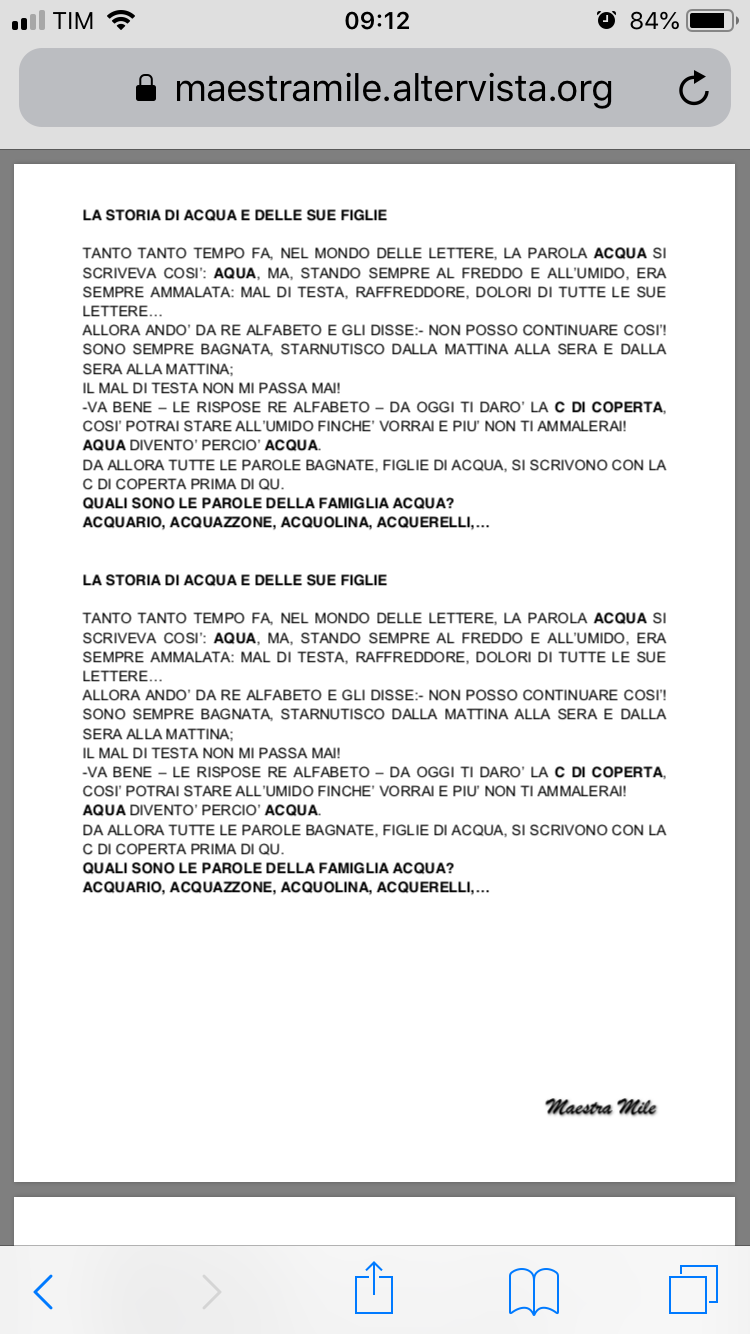 TIM 09:12 84%
maestramile.altervista.org
LA STORIA DI ACQUA E DELLE SUE FIGLIE
TANTO TANTO TEMPO FA, NEL MONDO DELLE LETTERE, LA PAROLA ACQUA SI
SCRIVEVA COSI': AQUA, MA, STANDO SEMPRE AL FREDDO E ALL'UMIDO, ERA
SEMPRE AMMALATA: MAL DI TESTA, RAFFREDDORE, DOLORI DI TUTTE LE SUE
LETTERE...
ALLORA ANDO' DA RE ALFABETO E GLI DISSE:- NON POSSO CONTINUARE COSI'!
SONO SEMPRE BAGNATA, STARNUTISCO DALLA MATTINA ALLA SERA E DALLA
SERA ALLA MATTINA;
IL MAL DI TESTA NON MI PASSA MAI!
-VA BENE – LE RISPOSE RE ALFABETO – DA OGGI TI DARO' LA C DI COPERTA,
COSI' POTRAI STARE ALL'UMIDO FINCHE' VORRAI E PIU' NON TI AMMALERAI!
AQUA DIVENTO' PERCIO' ACQUA.
DA ALLORA TUTTE LE PAROLE BAGNATE, FIGLIE DI ACQUA, SI SCRIVONO CON LA
C DI COPERTA PRIMA DI QU.
QUALI SONO LE PAROLE DELLA FAMIGLIA ACQUA?
ACQUARIO, ACQUAZZONE, ACQUOLINA, ACQUERELLI,...
LA STORIA DI ACQUA E DELLE SUE FIGLIE
TANTO TANTO TEMPO FA, NEL MONDO DELLE LETTERE, LA PAROLA ACQUA SI
SCRIVEVA COSI': AQUA, MA, STANDO SEMPRE AL FREDDO E ALL'UMIDO, ERA
SEMPRE AMMALATA: MAL DI TESTA, RAFFREDDORE, DOLORI DI TUTTE LE SUE
LETTERE...
ALLORA ANDO' DA RE ALFABETO E GLI DISSE:- NON POSSO CONTINUARE COSI'!
SONO SEMPRE BAGNATA, STARNUTISCO DALLA MATTINA ALLA SERA E DALLA
SERA ALLA MATTINA;
IL MAL DI TESTA NON MI PASSA MAI!
-VA BENE – LE RISPOSE RE ALFABETO – DA OGGI TI DARO' LA C DI COPERTA,
COSI' POTRAI STARE ALL'UMIDO FINCHE' VORRAI E PIU' NON TI AMMALERAI!
AQUA DIVENTO' PERCIO' ACQUA.
DA ALLORA TUTTE LE PAROLE BAGNATE, FIGLIE DI ACQUA, SI SCRIVONO CON LA
C DI COPERTA PRIMA DI QU.
QUALI SONO LE PAROLE DELLA FAMIGLIA ACQUA?
ACQUARIO, ACQUAZZONE, ACQUOLINA, ACQUERELLI,...
Maestra Mile